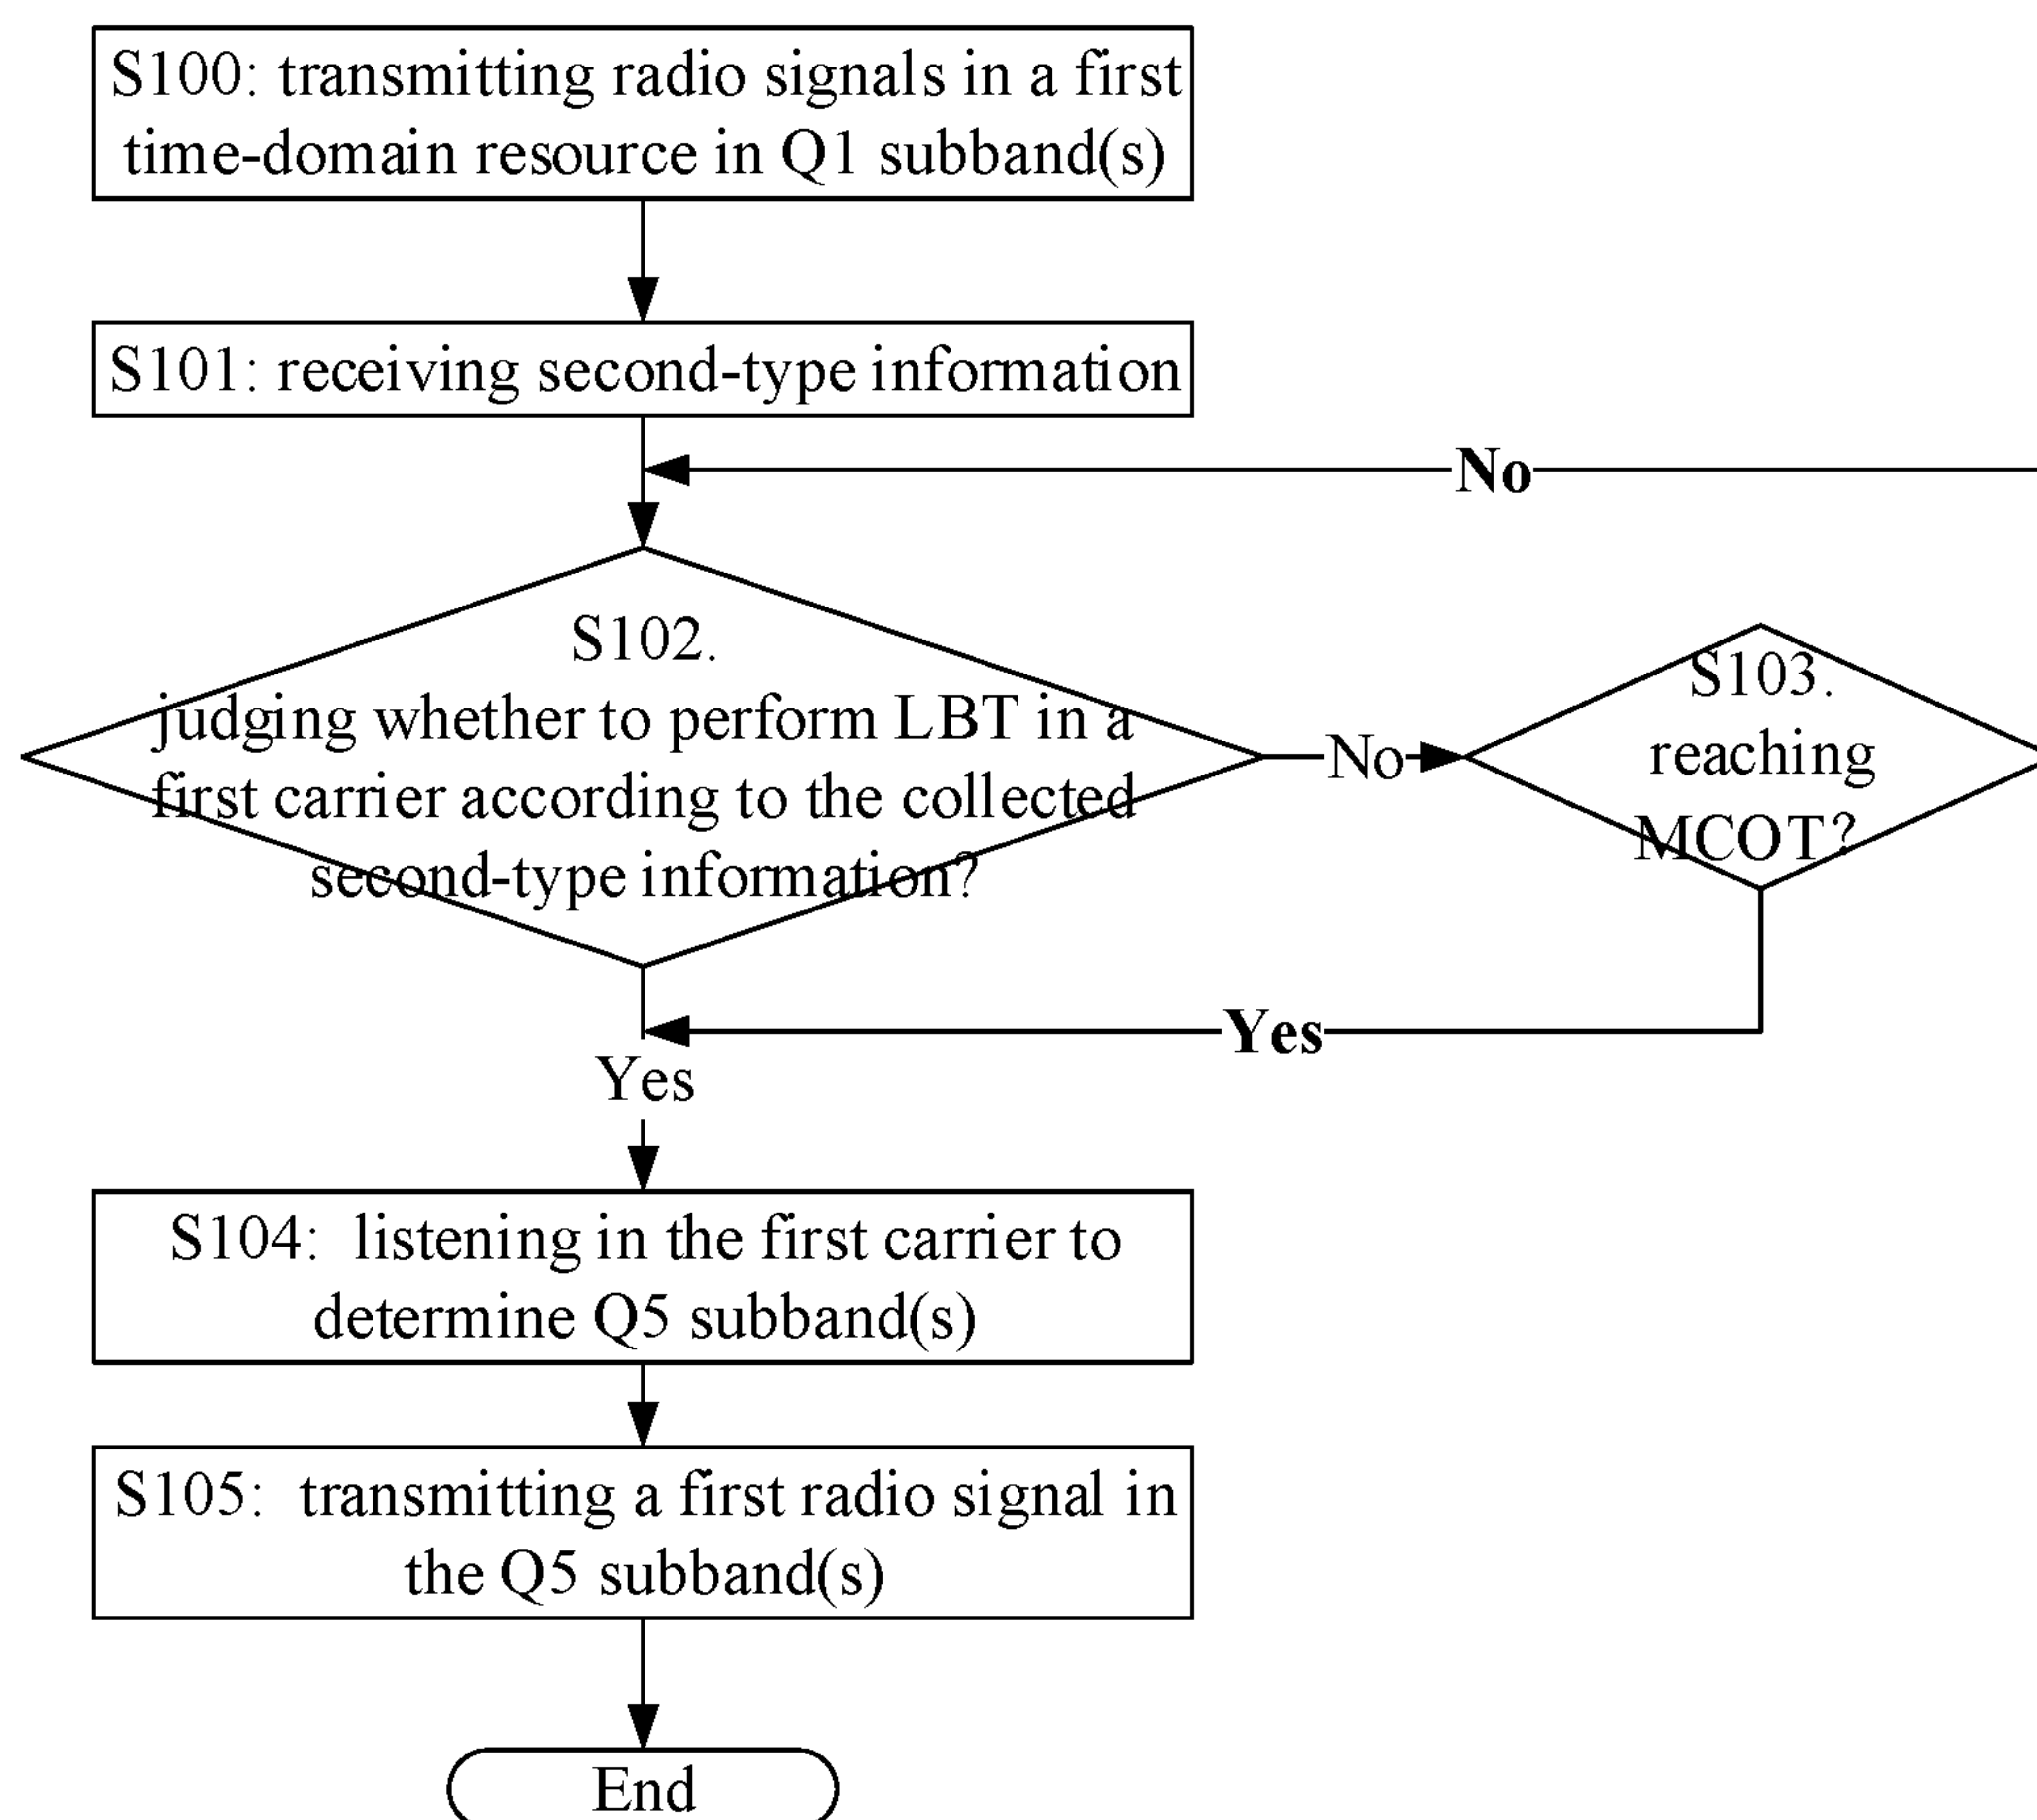 S100: transmitting radio signals in a first
time-domain resource in Q1 subband(s)
S101: receiving second-type information
No
S102.
judging whether to perform LBT in a
first carrier according to the collected
second-type information?
No
S103.
reaching
MCOT?
Yes
Yes
S104: listening in the first carrier to
determine Q5 subband(s)
S105: transmitting a first radio signal in
the Q5 subband(s)
End